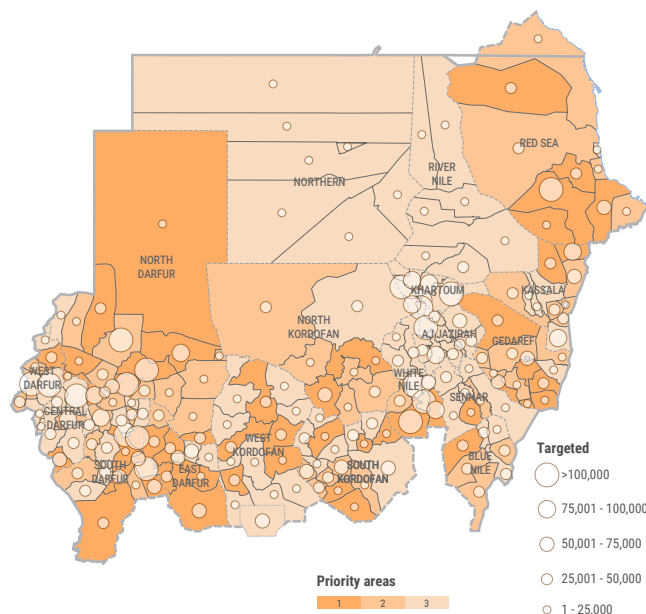 RED SEA
RIVER
NILE
NORTHERN
NORTH
DARFUR
KHARTOUM
KASSALA
NORTH
KORDOFAN
AJ JAZIRAH
GEDAREF
WEST
DARFUR
WHITE
NILE
SENNAR
CENTRAL
DARFUR
WEST
KORDOFAN
BLUE
NILE
SOUTH
DARFUR
EAST
DARFUR
SOUTH
KORDOFAN
Targeted
>100,000
75,001 - 100,000
50,001 - 75,000
25,001 - 50,000
1 - 25,000
Priority areas
1 2 3